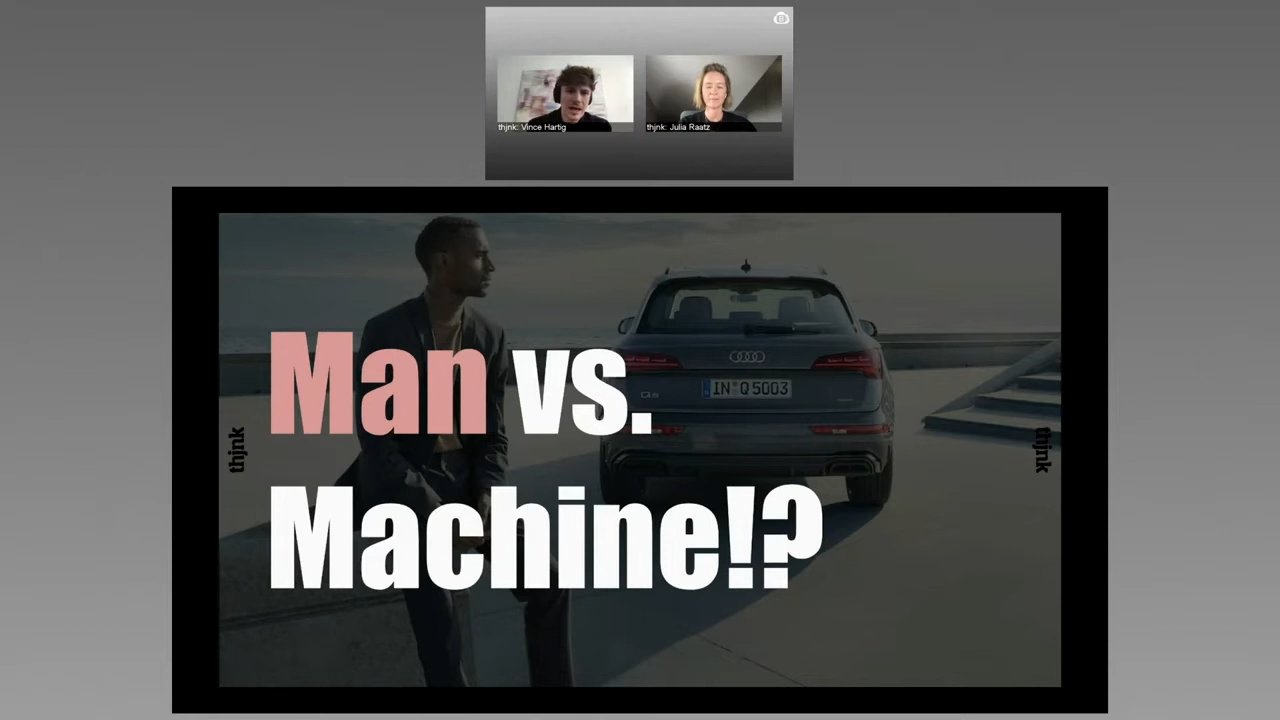 thjnk: Vince Hartig
thjnk: Julia Raatz
Man vs.
Machine!?
IN Q 5003
thjnk
thjnk